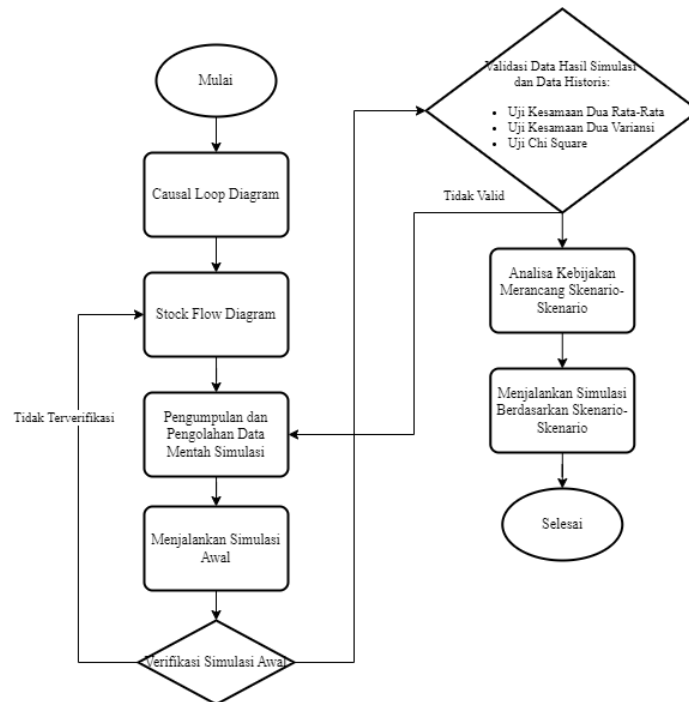 Mulai
Causal Loop Diagram
Stock Flow Diagram
Tidak Terverifikasi
Pengumpulan dan
Pengolahan Data
Mentah Simulasi
Menjalankan Simulasi
Awal
Verifikasi Simulasi Awal
Validasi Data Hasil Simulasi
dan Data Historis:
• Uji Kesamaan Dua Rata-Rata
• Uji Kesamaan Dua Variansi
• Uji Chi Square
Tidak Valid
Analisa Kebijakan
Merancang Skenario-
Skenario
Menjalankan Simulasi
Berdasarkan Skenario-
Skenario
Selesai